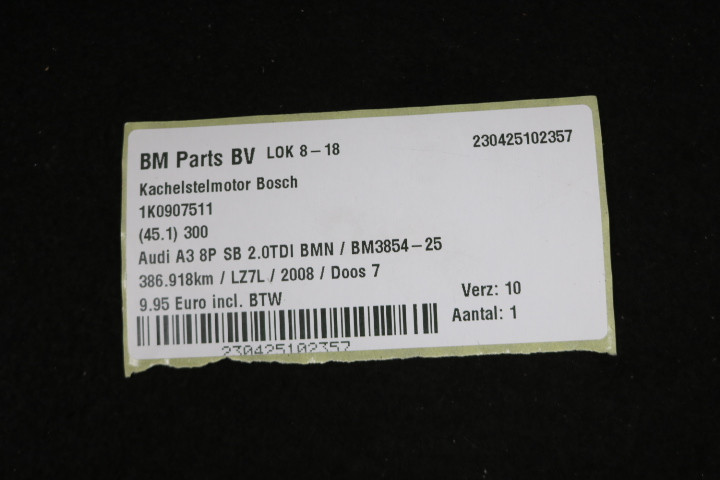 BM Parts BV LOK 8-18 230425102357
Kachelstelmotor Bosch
1K0907511
(45.1) 300
Audi A3 8P SB 2.0TDI BMN / BM3854-25
386.918km / LZ7L / 2008 / Doos 7
9.95 Euro incl. BTW Verz: 10
Aantal: 1
230425102357